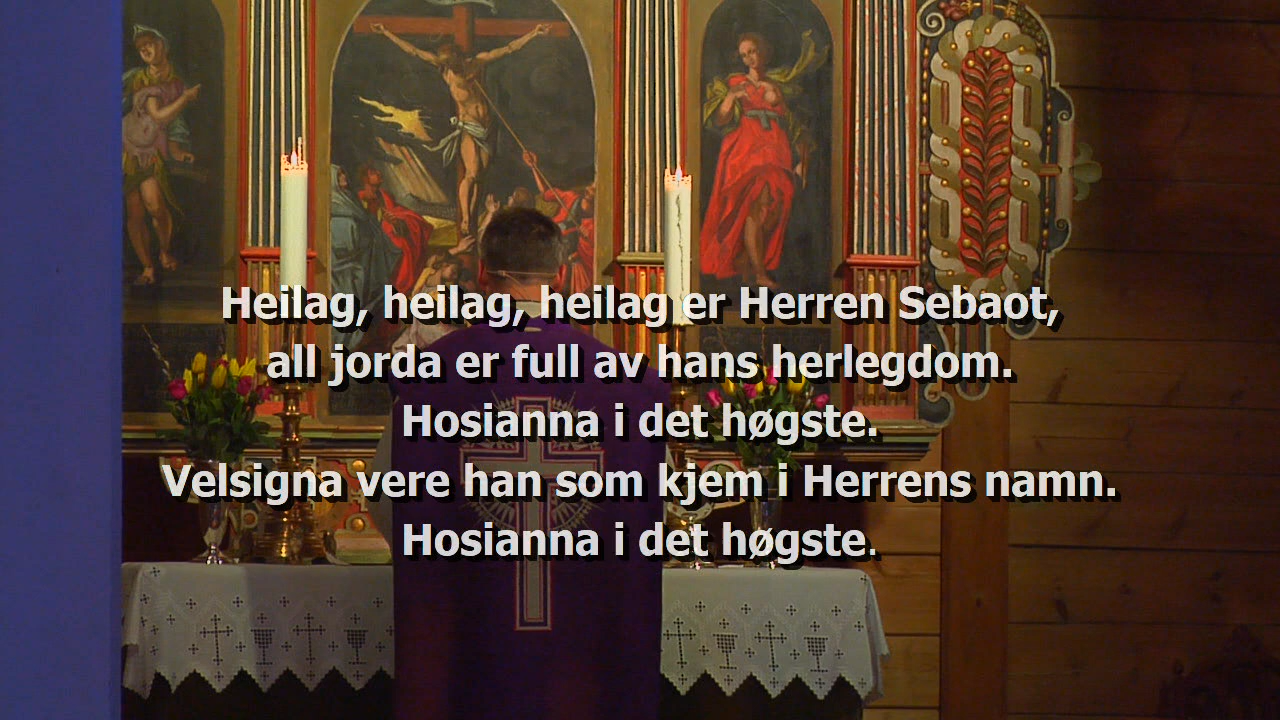 Heilag, heilag, heilag er Herren Sebaot,
all jorda er full av hans herlegdom.
Hosianna i det høgste.
Velsigna vere han som kjem i Herrens namn.
Hosianna i det høgste.